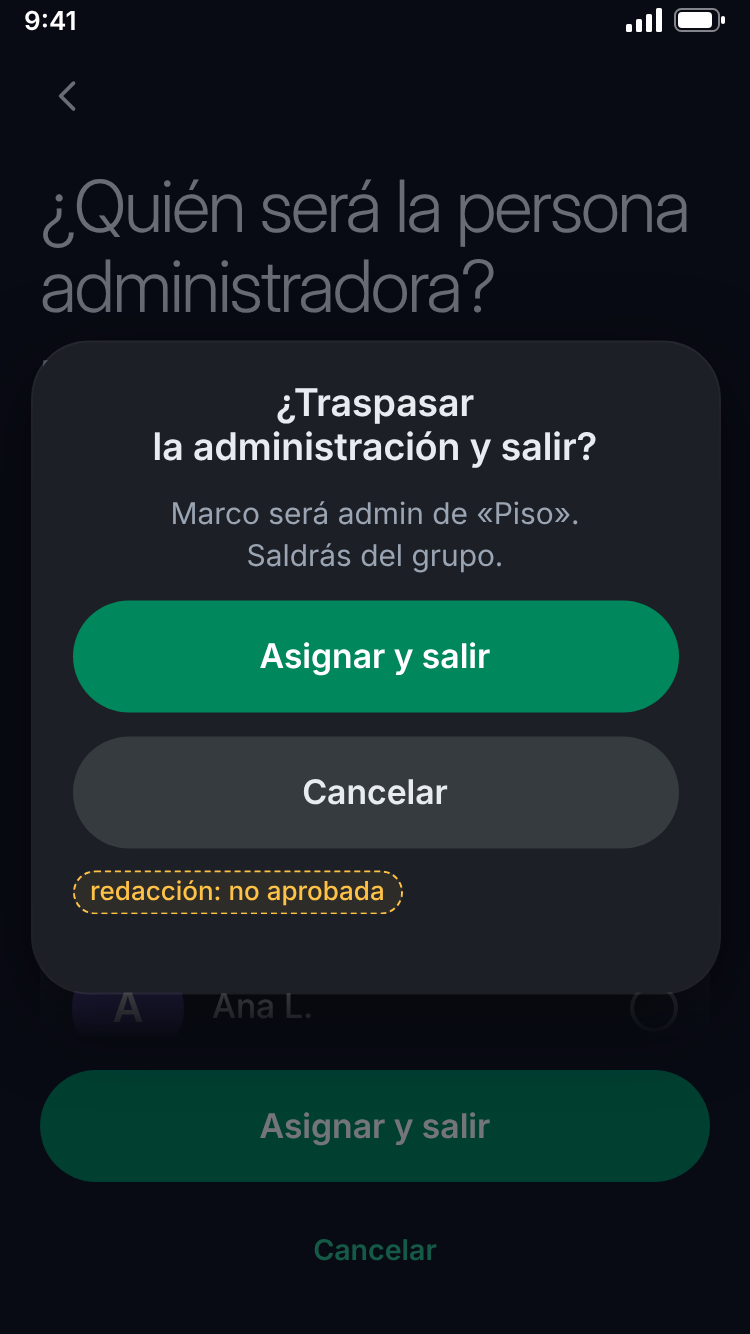 9:41
¿Quién será la persona
administradora?
¿Traspasar
la administración y salir?
Marco será admin de «Piso».
Saldrás del grupo.
Asignar y salir
Cancelar
redacción: no aprobada
A
Ana L.
Asignar y salir
Cancelar